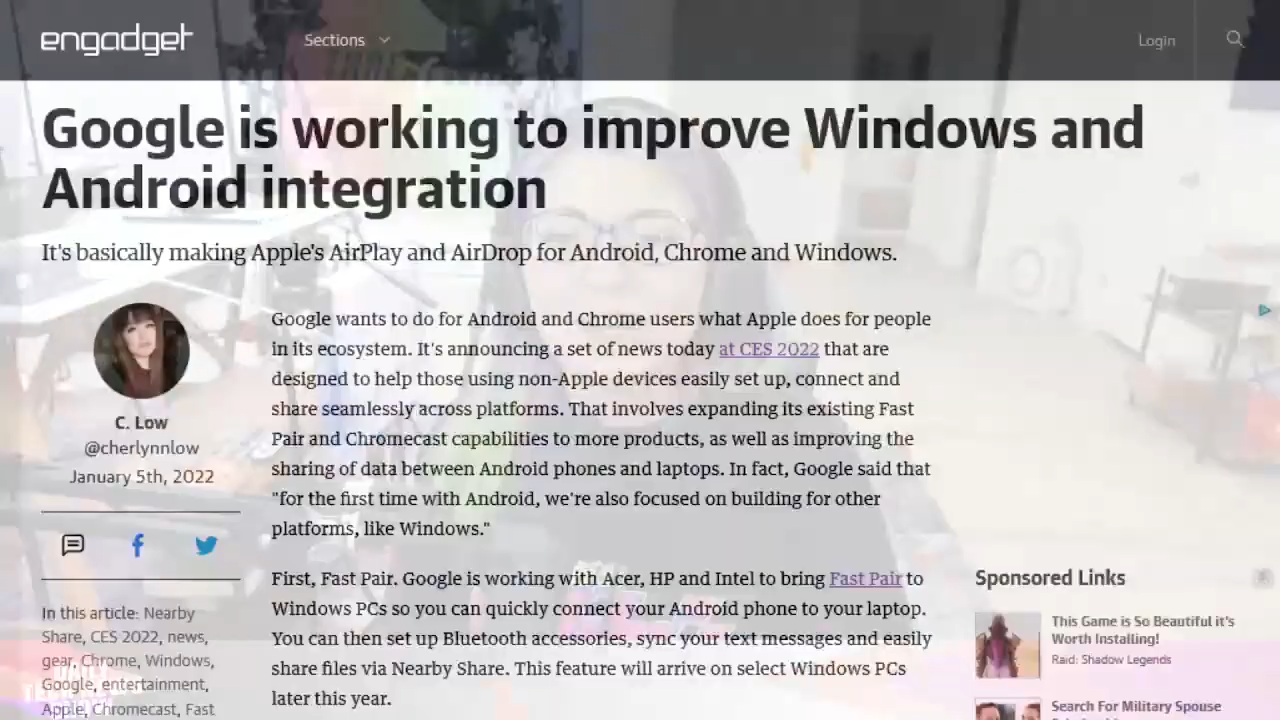 engadget
Sections
Login
Google is working to improve Windows and
Android integration
It's basically making Apple's AirPlay and AirDrop for Android, Chrome and Windows.
C. Low
@cherlynnlow
January 5th, 2022
In this article: Nearby
Share, CES 2022, news,
gear, Chrome, Windows,
Google, entertainment,
Apple, Chromecast, Fast
Google wants to do for Android and Chrome users what Apple does for people
in its ecosystem. It's announcing a set of news today at CES 2022 that are
designed to help those using non-Apple devices easily set up, connect and
share seamlessly across platforms. That involves expanding its existing Fast
Pair and Chromecast capabilities to more products, as well as improving the
sharing of data between Android phones and laptops. In fact, Google said that
"for the first time with Android, we're also focused on building for other
platforms, like Windows."
First, Fast Pair. Google is working with Acer, HP and Intel to bring Fast Pair to
Windows PCs so you can quickly connect your Android phone to your laptop.
You can then set up Bluetooth accessories, sync your text messages and easily
share files via Nearby Share. This feature will arrive on select Windows PCs
later this year.
Sponsored Links
This Game is So Beautiful it's
Worth Installing!
Raid: Shadow Legends
Search For Military Spouse